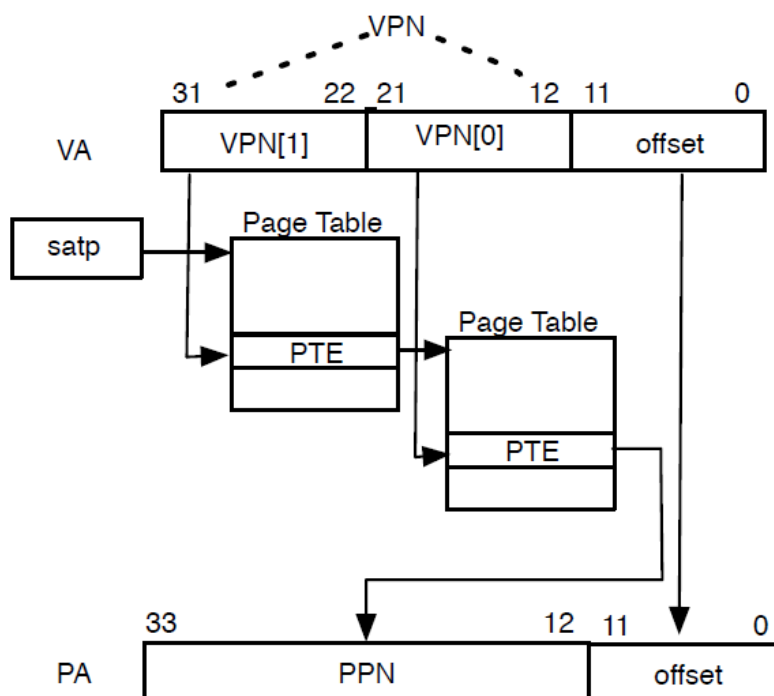 VPN
31 22 21 12 11 0
VA VPN[1] VPN[0] offset
satp
Page Table
PTE
Page Table
PTE
33 12 11 0
PA PPN offset